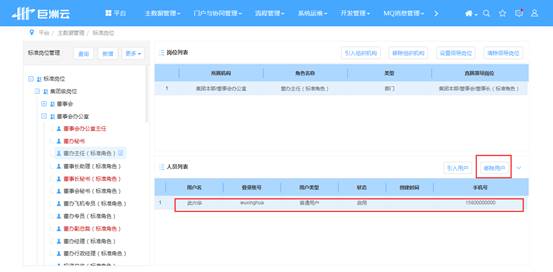 巨洲云
平台 主数据管理 门户与协同管理 流程管理 系统运维 开发管理 MQ消息管理
平台 / 主数据管理 / 标准岗位
标准岗位管理 查询 新增 更多
标准岗位
集团级岗位
董事会
董事会办公室
董事会办公室主任
董办秘书
董办主任（标准角色）
董事长助理（标准角色）
董事长秘书（标准角色）
董事会秘书（标准角色）
董办飞机专员（标准角色）
董办专员（标准角色）
董办副总裁（标准角色）
董办经理（标准角色）
董办行政经理（标准角色）
岗位列表 引入组织机构 移除组织机构 设置领导岗位 清除领导岗位
所属机构 角色名称 类型 直属领导岗位
1 集团本部/董事会办公室 董办主任（标准角色） 部门 集团本部/董事会/董事长（标准角色）
人员列表 引入用户 移除用户
用户名 登录账号 用户类型 状态 创建时间 手机号
1 wuxinghua 普通用户 启用 15800000000